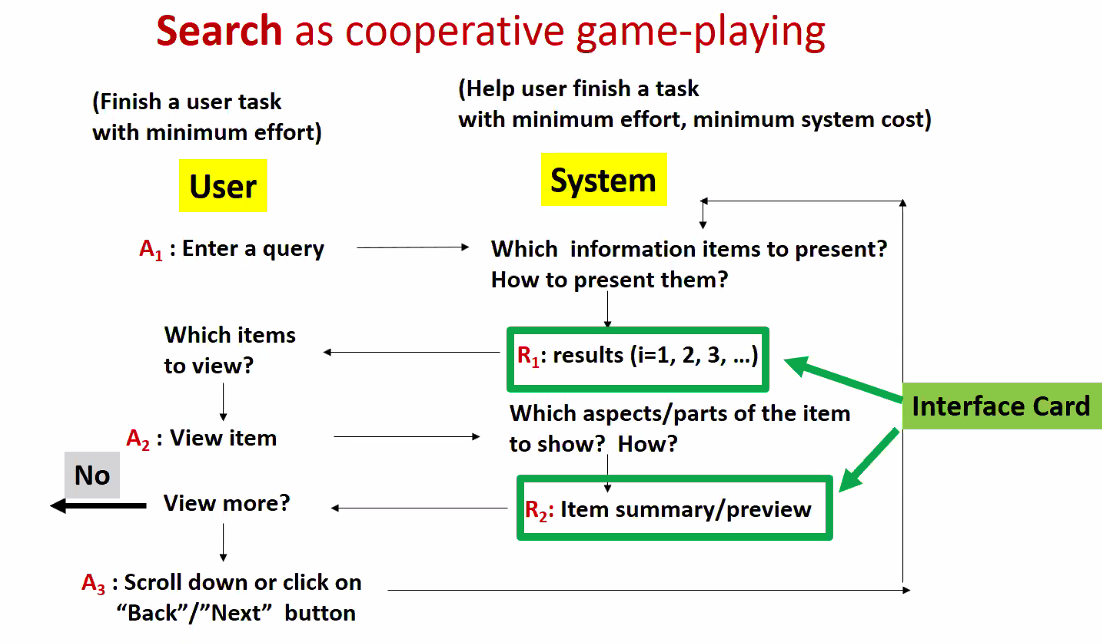 Search as cooperative game-playing
(Finish a user task
with minimum effort)
(Help user finish a task
with minimum effort, minimum system cost)
User
System
A1 : Enter a query
Which information items to present?
How to present them?
Which items
to view?
R1: results (i=1, 2, 3, …)
Interface Card
Which aspects/parts of the item
to show? How?
A2 : View item
No
View more?
R2: Item summary/preview
A3 : Scroll down or click on
“Back”/”Next” button